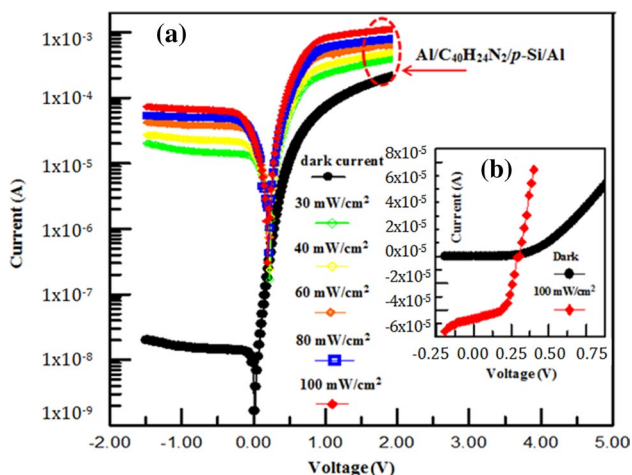 (a)
Al/C40H24N2/p-Si/Al
1x10-3
1x10-4
1x10-5
1x10-6
1x10-7
1x10-8
1x10-9
Current (A)
dark current
30 mW/cm2
40 mW/cm2
60 mW/cm2
80 mW/cm2
100 mW/cm2
-2.00
-1.00
0.00
1.00
2.00
3.00
4.00
5.00
Voltage (V)
(b)
8x10-5
6x10-5
4x10-5
2x10-5
0x10-5
-2x10-5
-4x10-5
-6x10-5
Current (A)
Dark
100 mW/cm2
-0.25
0.00
0.25
0.50
0.75
Voltage (V)